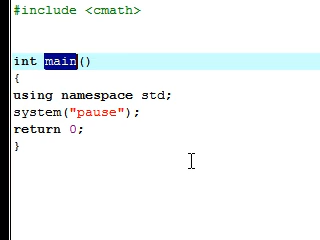 #include <cmath>
int main()
{
using namespace std;
system("pause");
return 0;
}